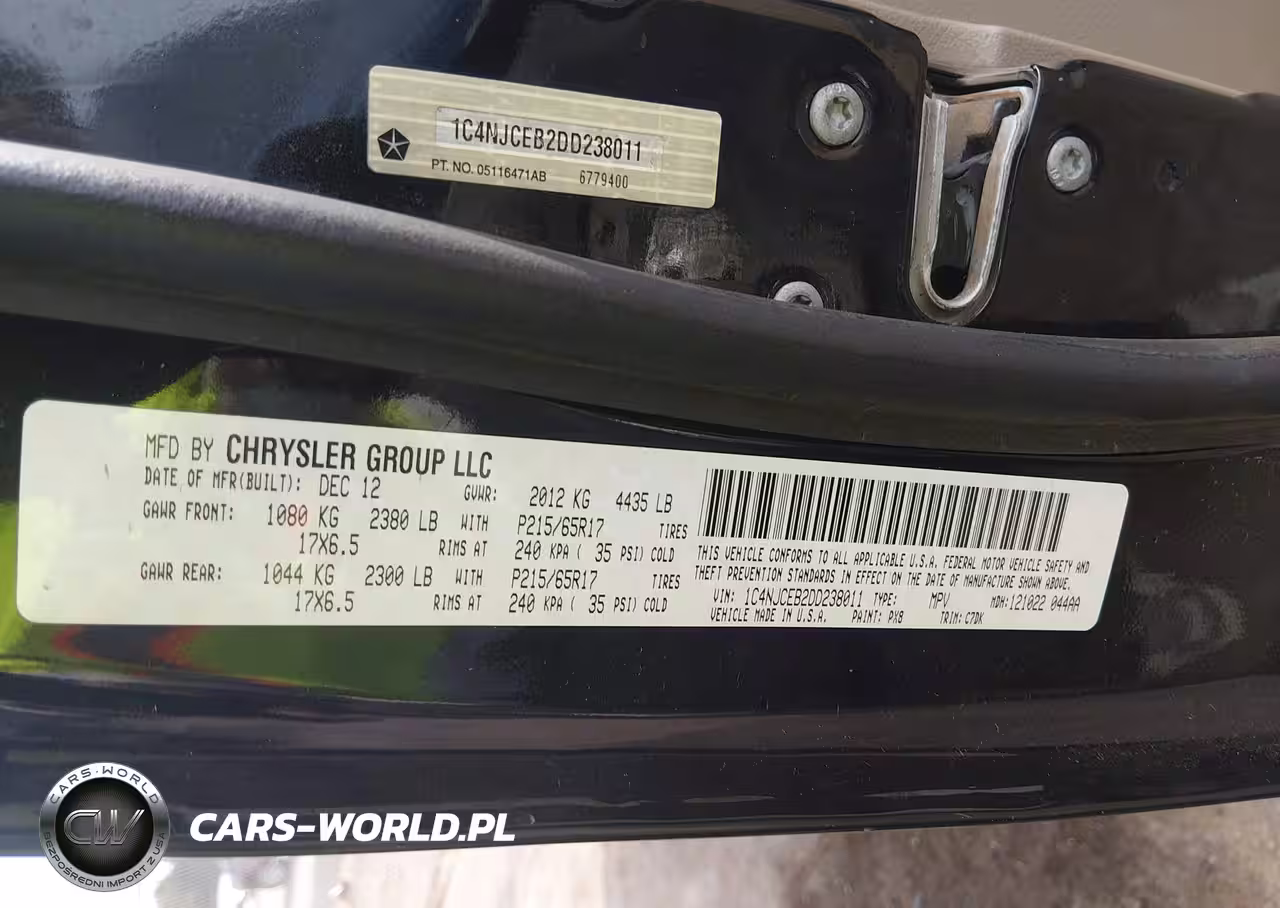 1C4NJCEB2DD238011
PT. NO. 05116471AB 6779400
MFD BY CHRYSLER GROUP LLC
DATE OF MFR(BUILT): DEC 12 GVWR: 2012 KG 4435 LB
GAWR FRONT: 1080 KG 2380 LB WITH P215/65R17 TIRES
17X6.5 RIMS AT 240 KPA ( 35 PSI) COLD
GAWR REAR: 1044 KG 2300 LB WITH P215/65R17 TIRES
17X6.5 RIMS AT 240 KPA ( 35 PSI) COLD
THIS VEHICLE CONFORMS TO ALL APPLICABLE U.S.A. FEDERAL MOTOR VEHICLE SAFETY AND
THEFT PREVENTION STANDARDS IN EFFECT ON THE DATE OF MANUFACTURE SHOWN ABOVE.
VIN: 1C4NJCEB2DD238011 TYPE: MPV MDH:121022 044AA
VEHICLE MADE IN U.S.A. PAINT: PX8 TRIM: C7DK
CARS-WORLD
CW
BEZPOŚREDNI IMPORT Z USA
CARS-WORLD.PL